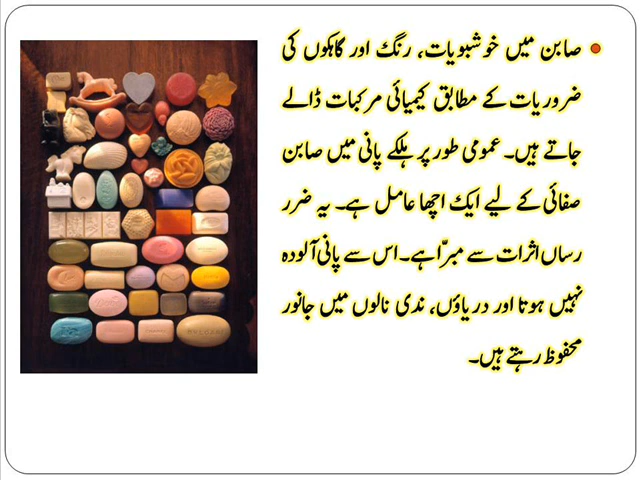 صابن میں خوشبویات، رنگ اور گاہکوں کی
ضروریات کے مطابق کیمیائی مرکبات ڈالے
جاتے ہیں۔ عمومی طور پر ہلکے پانی میں صابن
صفائی کے لیے ایک اچھا عامل ہے۔ یہ ضرر
رساں اثرات سے مبرّا ہے۔ اس سے پانی آلودہ
نہیں ہوتا اور دریاؤں، ندی نالوں میں جانور
محفوظ رہتے ہیں۔